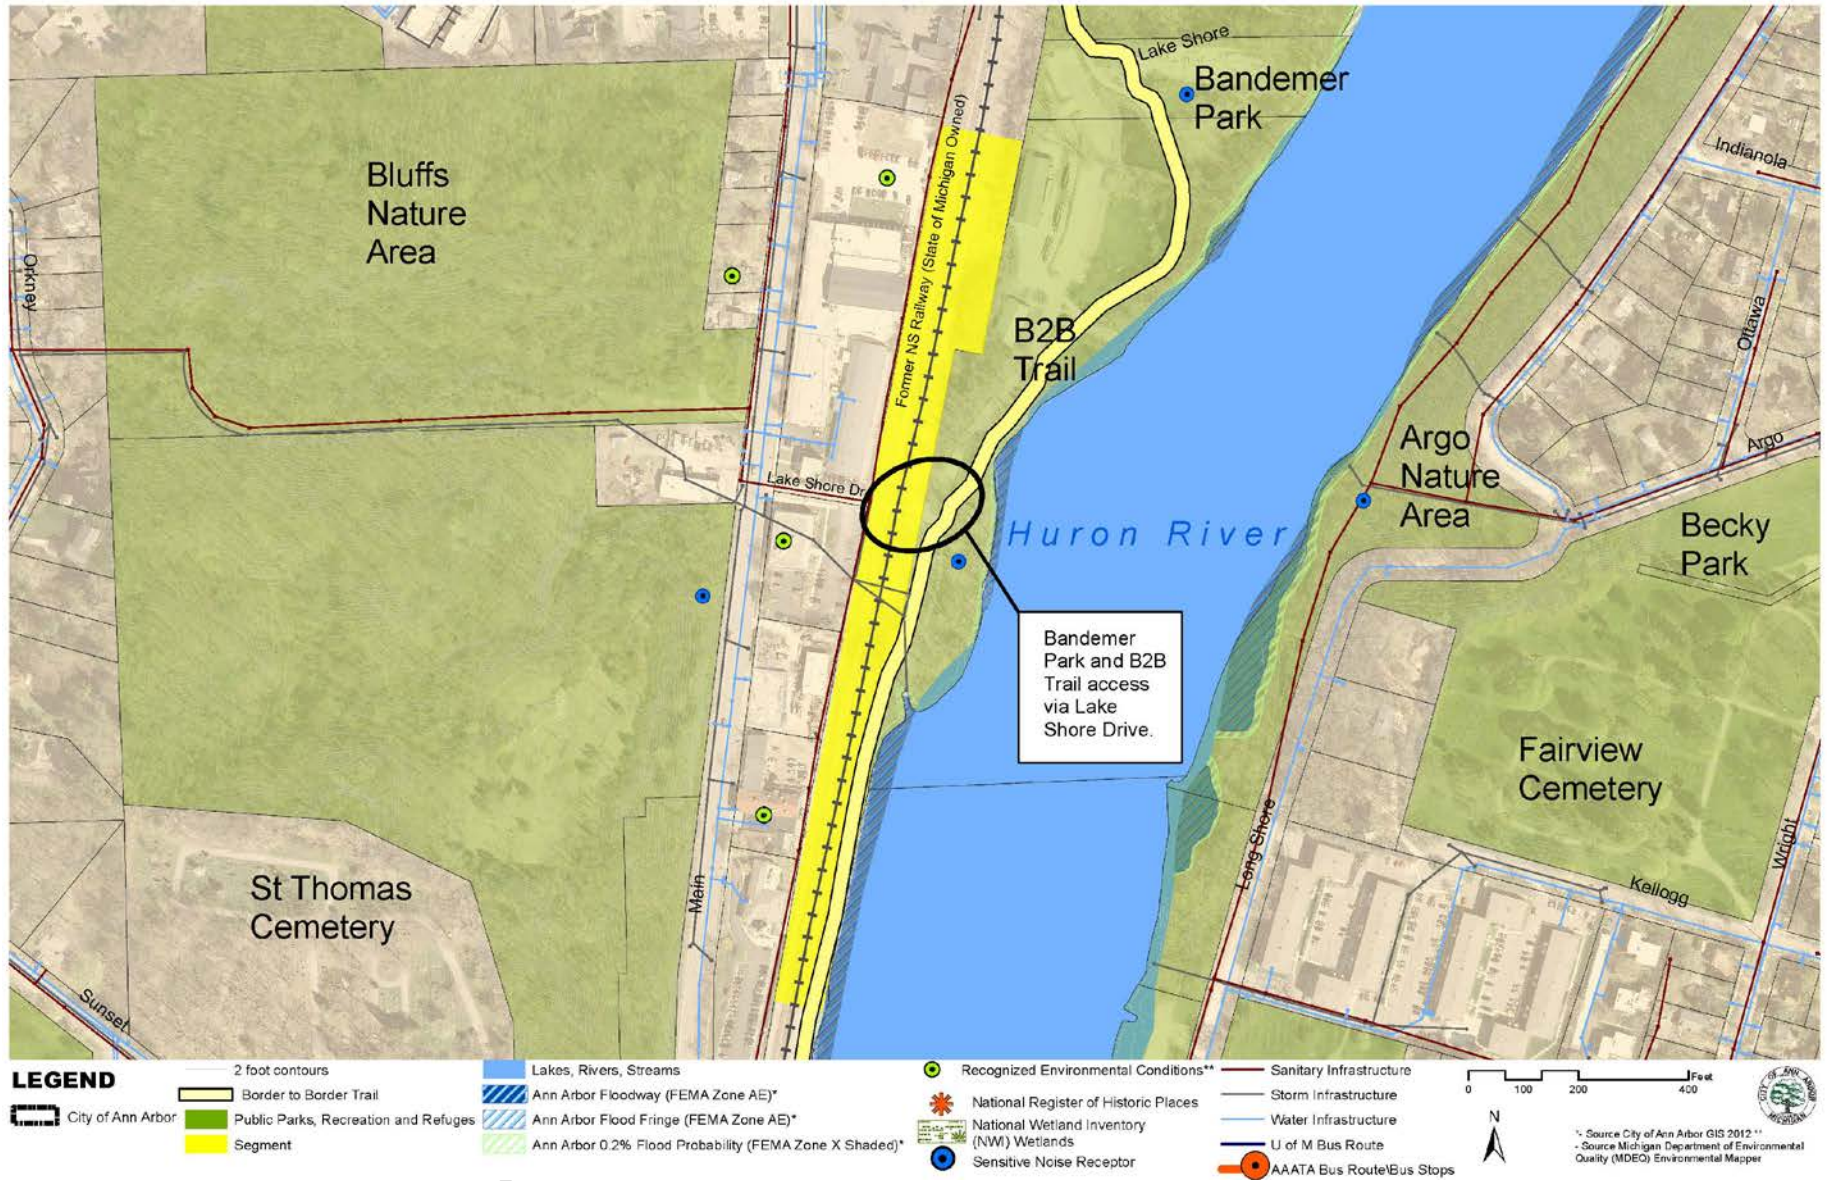 Lake Shore
Bandemer
Park
Indianola
Bluffs
Nature
Area
Orkney
Former NS Railway (State of Michigan Owned)
B2B
Trail
Ottawa
Argo
Argo
Nature
Area
Lake Shore Dr
Huron River
Becky
Park
Bandemer
Park and B2B
Trail access
via Lake
Shore Drive.
Fairview
Cemetery
Long Shore
Wright
Kellogg
Main
St Thomas
Cemetery
Sunset
LEGEND
City of Ann Arbor
2 foot contours
Border to Border Trail
Public Parks, Recreation and Refuges
Segment
Lakes, Rivers, Streams
Ann Arbor Floodway (FEMA Zone AE)*
Ann Arbor Flood Fringe (FEMA Zone AE)*
Ann Arbor 0.2% Flood Probability (FEMA Zone X Shaded)*
Recognized Environmental Conditions**
National Register of Historic Places
National Wetland Inventory
(NWI) Wetlands
Sensitive Noise Receptor
Sanitary Infrastructure
Storm Infrastructure
Water Infrastructure
U of M Bus Route
AAATA Bus Route\Bus Stops
Feet
0 100 200 400
N
CITY OF ANN ARBOR
MICHIGAN
*- Source City of Ann Arbor GIS 2012 **
- Source Michigan Department of Environmental
Quality (MDEQ) Environmental Mapper